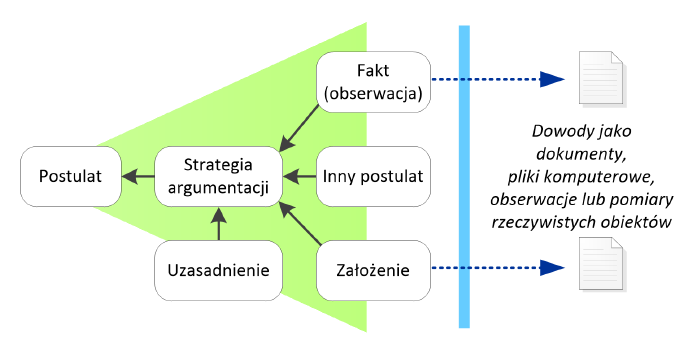 Fakt
(obserwacja)
Postulat
Strategia
argumentacji
Inny postulat
Uzasadnienie
Założenie
Dowody jako
dokumenty,
pliki komputerowe,
obserwacje lub pomiary
rzeczywistych obiektów